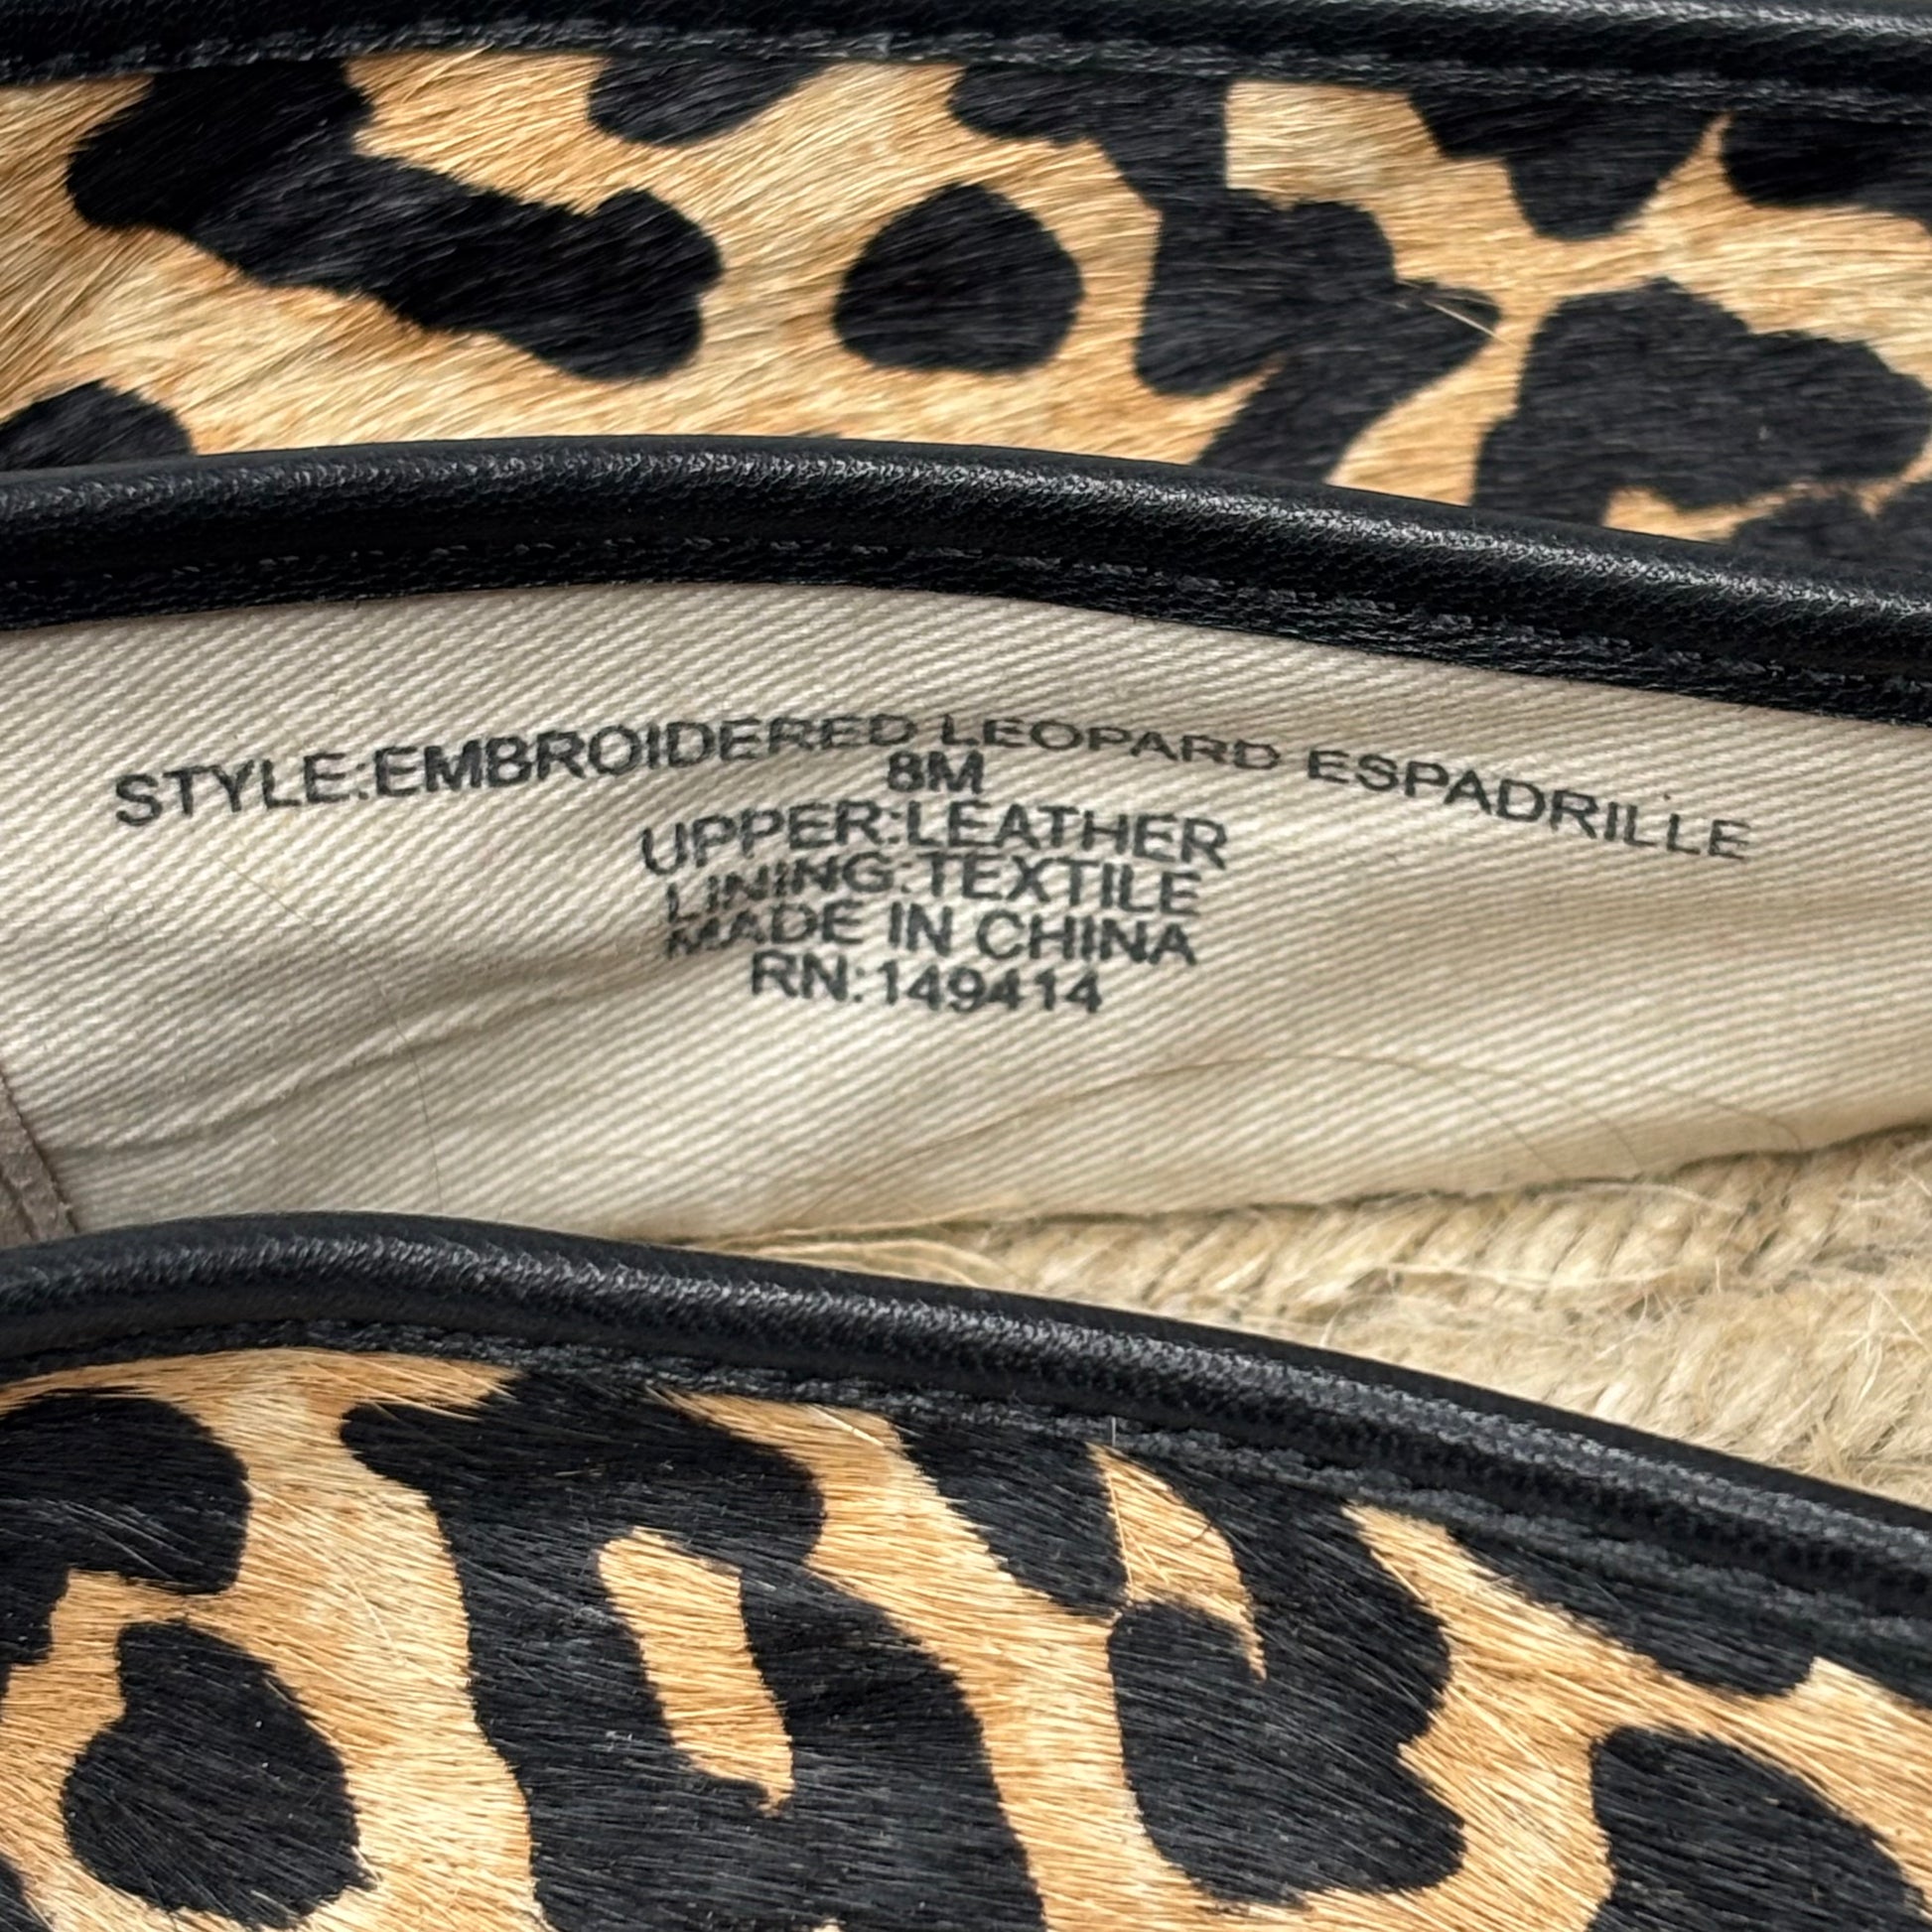 STYLE:EMBROIDERED LEOPARD ESPADRILLE
8M
UPPER:LEATHER
LINING:TEXTILE
MADE IN CHINA
RN:149414